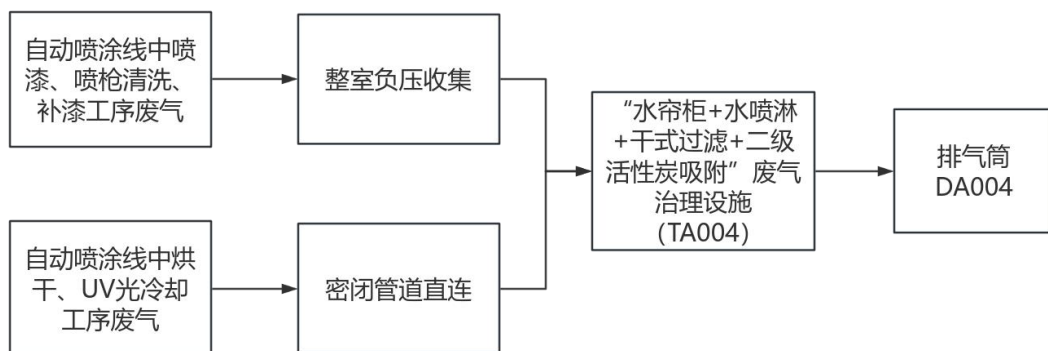 自动喷涂线中喷
漆、喷枪清洗、
补漆工序废气
整室负压收集
“水帘柜+水喷淋
+干式过滤+二级
活性炭吸附”废气
治理设施
（TA004）
排气筒
DA004
自动喷涂线中烘
干、UV光冷却
工序废气
密闭管道直连